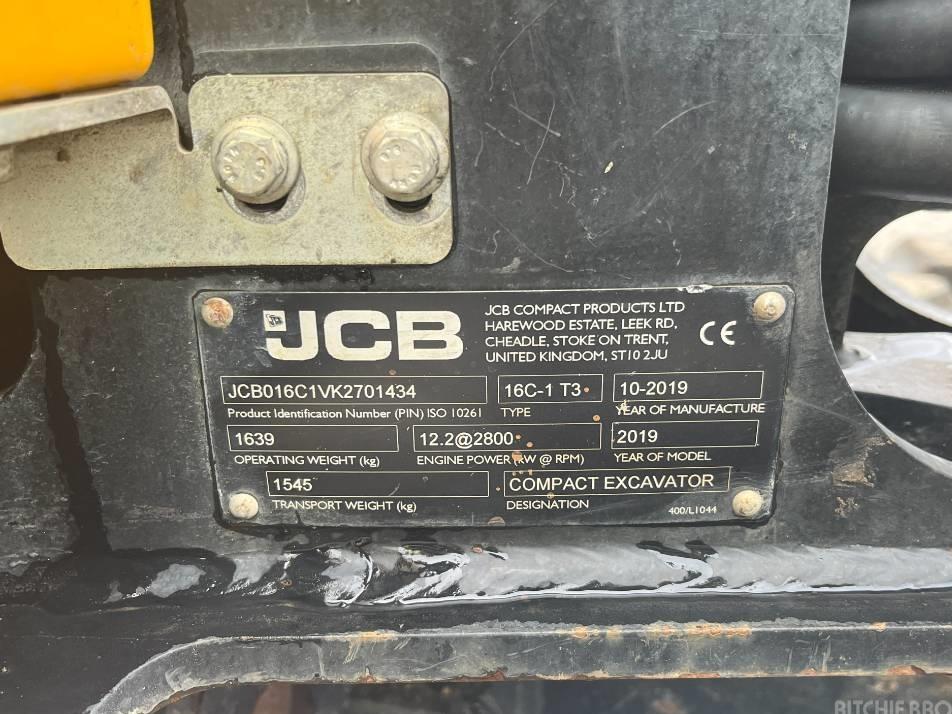 JCB
JCB COMPACT PRODUCTS LTD
HAREWOOD ESTATE, LEEK RD,
CHEADLE, STOKE ON TRENT,
UNITED KINGDOM, ST10 2JU
CE
JCB016C1VK2701434
Product Identification Number (PIN) ISO 10261
16C-1 T3
TYPE
10-2019
YEAR OF MANUFACTURE
1639
OPERATING WEIGHT (kg)
12.2@2800
ENGINE POWER (KW @ RPM)
2019
YEAR OF MODEL
1545
TRANSPORT WEIGHT (kg)
COMPACT EXCAVATOR
DESIGNATION
400/L1044